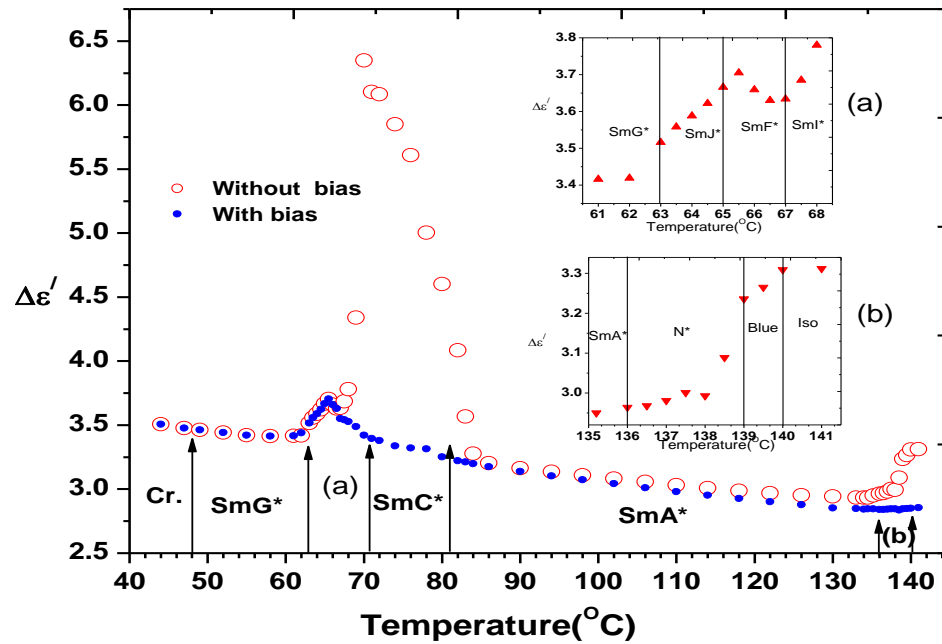 6.5
6.0
5.5
5.0
4.5
4.0
3.5
3.0
2.5
Δε′
Without bias
With bias
Cr.
SmG*
(a)
SmC*
SmA*
(b)
40 50 60 70 80 90 100 110 120 130 140
Temperature(°C)
3.8
3.7
3.6
3.5
3.4
Δε′
SmG*
SmJ*
SmF*
SmI*
(a)
61 62 63 64 65 66 67 68
Temperature(°C)
3.3
3.2
3.1
3.0
2.9
Δε′
SmA*
N*
Blue
Iso
(b)
135 136 137 138 139 140 141
Temperature(°C)